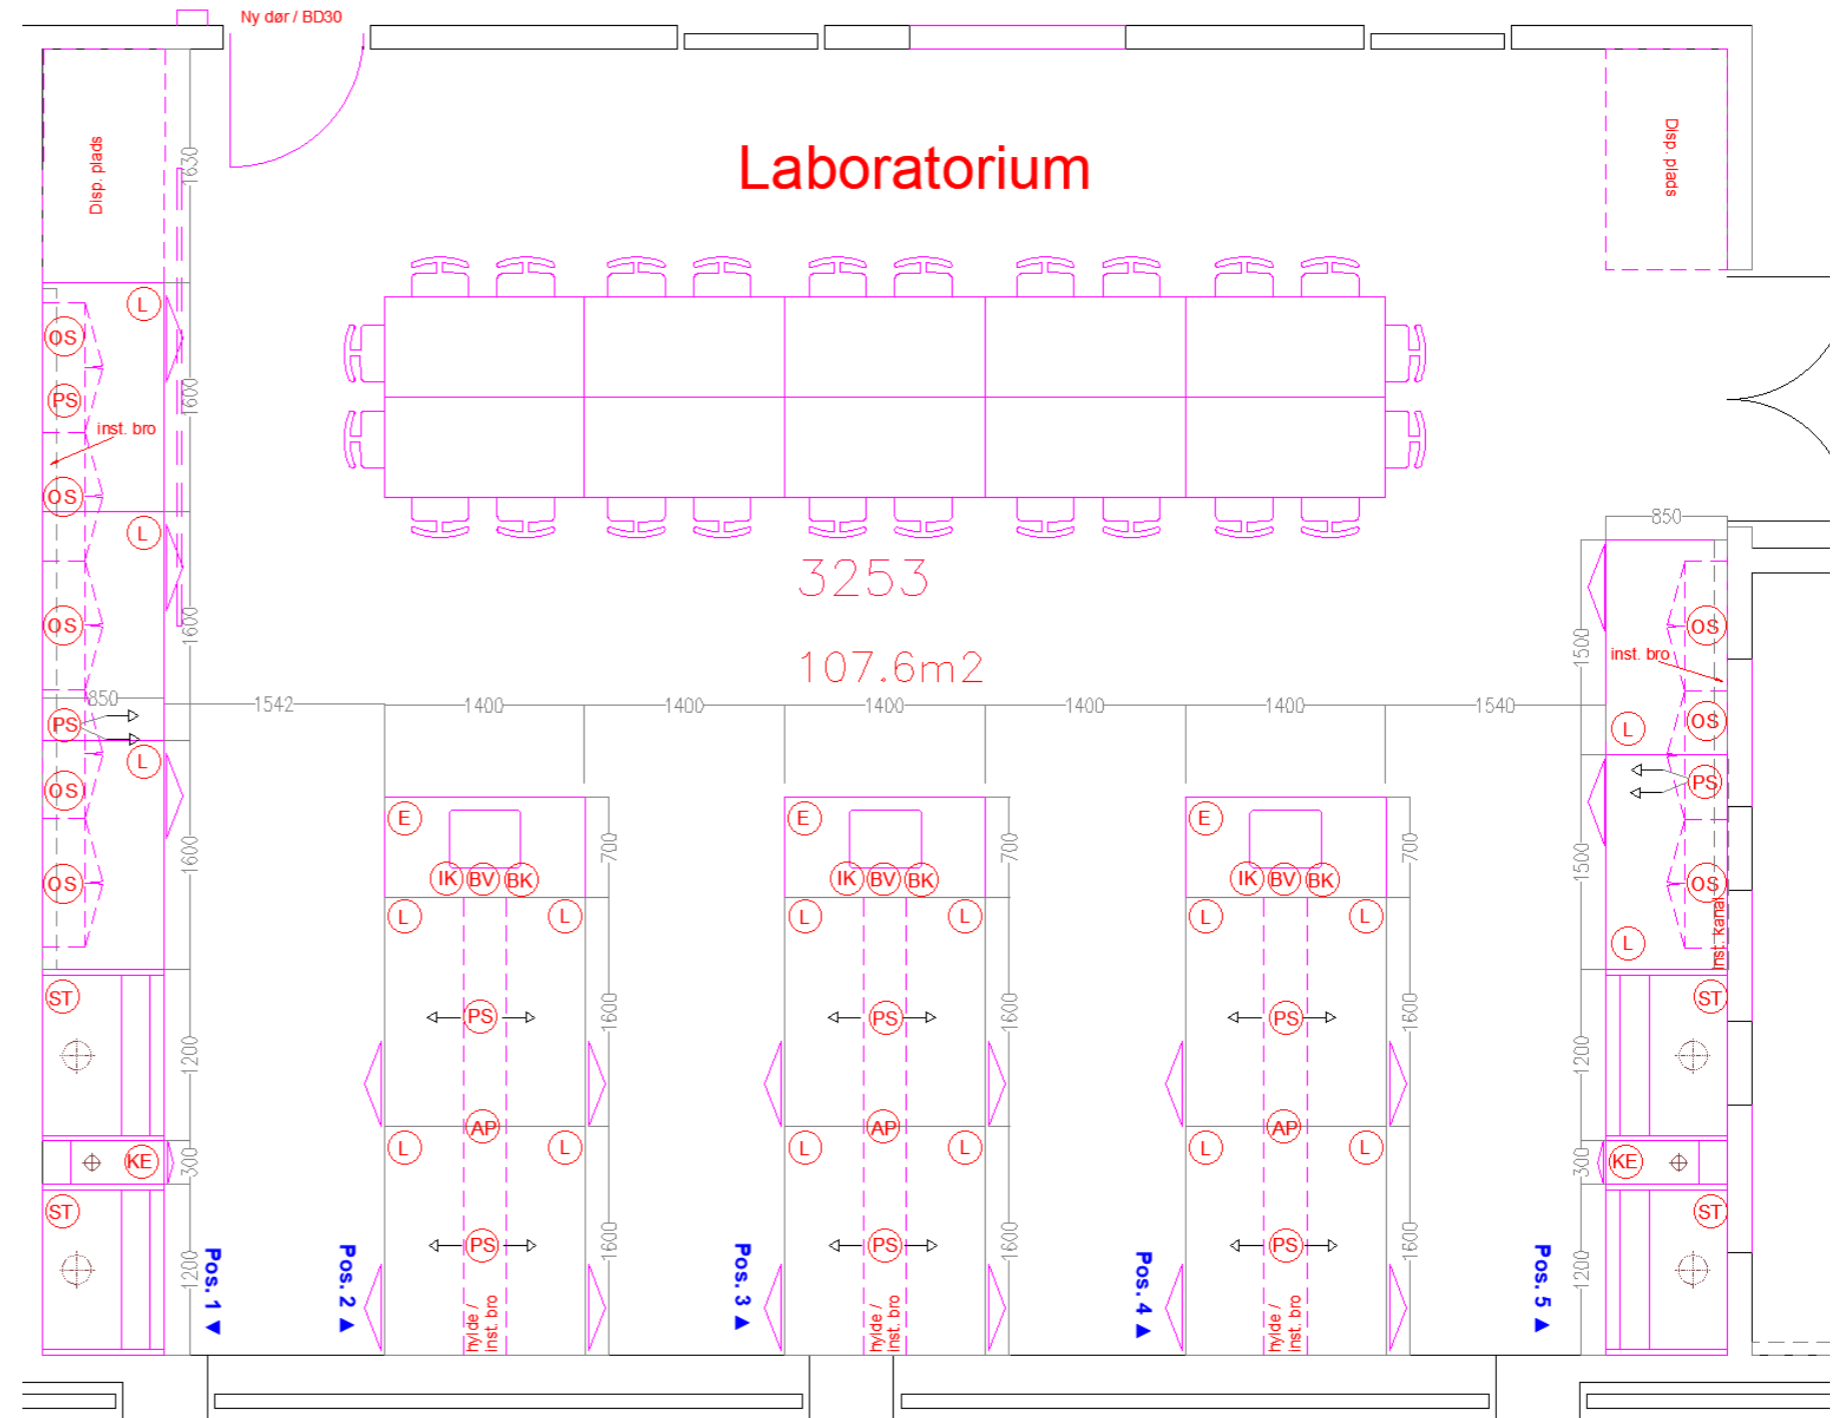 Ny dør / BD30
Disp. plads
1630
Laboratorium
Disp. plads
L
OS
PS
1600
inst. bro
OS
L
850
3253
OS
1600
1500
OS
inst. bro
107.6m2
850
1542
1400
1400
1400
1400
1400
1540
PS
L
L
OS
PS
OS
1600
E
700
E
700
E
700
1500
OS
IK
BV
BK
IK
BV
BK
IK
BV
BK
OS
L
L
L
L
L
L
L
inst. kanal
ST
PS
1600
PS
1600
PS
1600
ST
1200
1200
AP
AP
AP
L
L
L
L
L
L
KE
300
300
KE
ST
PS
1600
PS
1600
PS
1600
ST
1200
1200
Pos. 1 ▼
Pos. 2 ▲
hylde /
inst. bro
Pos. 3 ▲
hylde /
inst. bro
Pos. 4 ▲
hylde /
inst. bro
Pos. 5 ▲